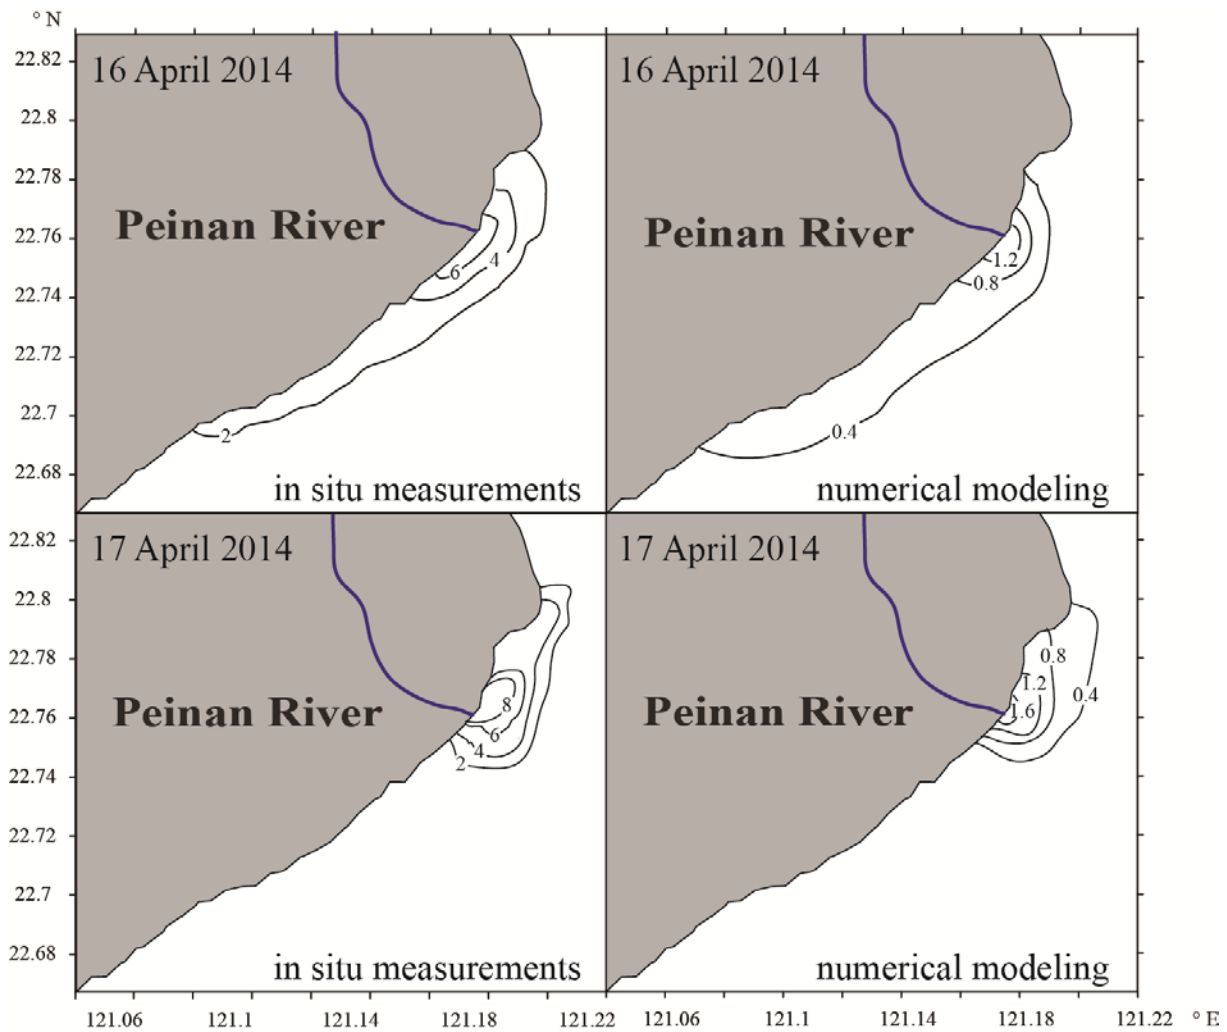 ° N
22.82
22.8
22.78
22.76
22.74
22.72
22.7
22.68
16 April 2014
Peinan River
6
4
2
in situ measurements
16 April 2014
Peinan River
1.2
0.8
0.4
numerical modeling
22.82
22.8
22.78
22.76
22.74
22.72
22.7
22.68
17 April 2014
Peinan River
8
6
4
2
in situ measurements
17 April 2014
Peinan River
0.8
1.2
0.4
1.6
numerical modeling
121.06 121.1 121.14 121.18 121.22 121.06 121.1 121.14 121.18 121.22 ° E